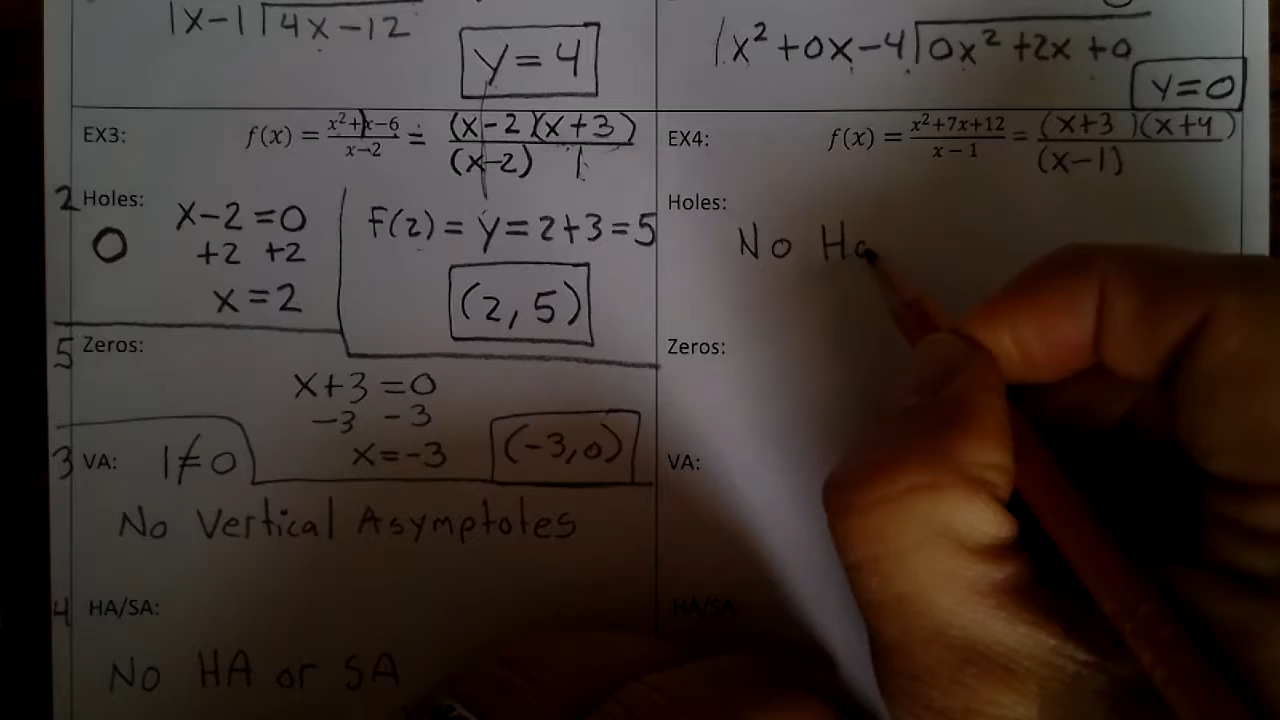 1x-1 4x-12
y=4
1x²+0x-4 0x²+2x+0
y=0
EX3: f(x) = x²+x-6 / x-2 = (x-2)(x+3) / (x-2) 1
2 Holes:
O
x-2=0
+2 +2
x=2
F(2) = y = 2+3 = 5
(2, 5)
5 Zeros:
x+3=0
-3 -3
x=-3
(-3,0)
3 VA: 1≠0
No Vertical Asymptotes
4 HA/SA:
No HA or SA
EX4: f(x) = x²+7x+12 / x-1 = (x+3)(x+4) / (x-1)
Holes:
No Ho
Zeros:
VA:
HA/SA: